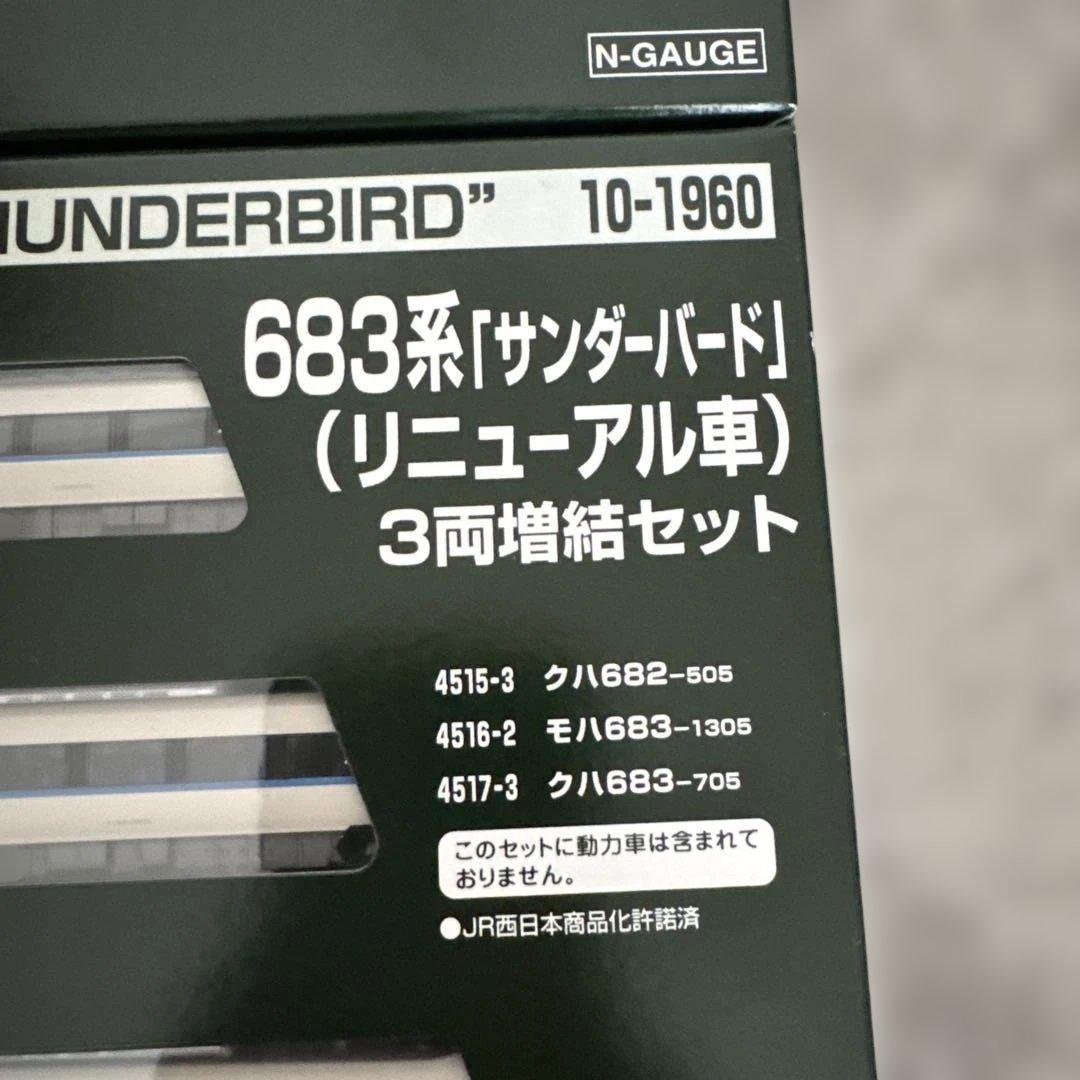 N-GAUGE
HUNDERBIRD” 10-1960
683系「サンダーバード」
(リニューアル車)
3両増結セット
4515-3 クハ682-505
4516-2 モハ683-1305
4517-3 クハ683-705
このセットに動力車は含まれて
おりません。
●JR西日本商品化許諾済